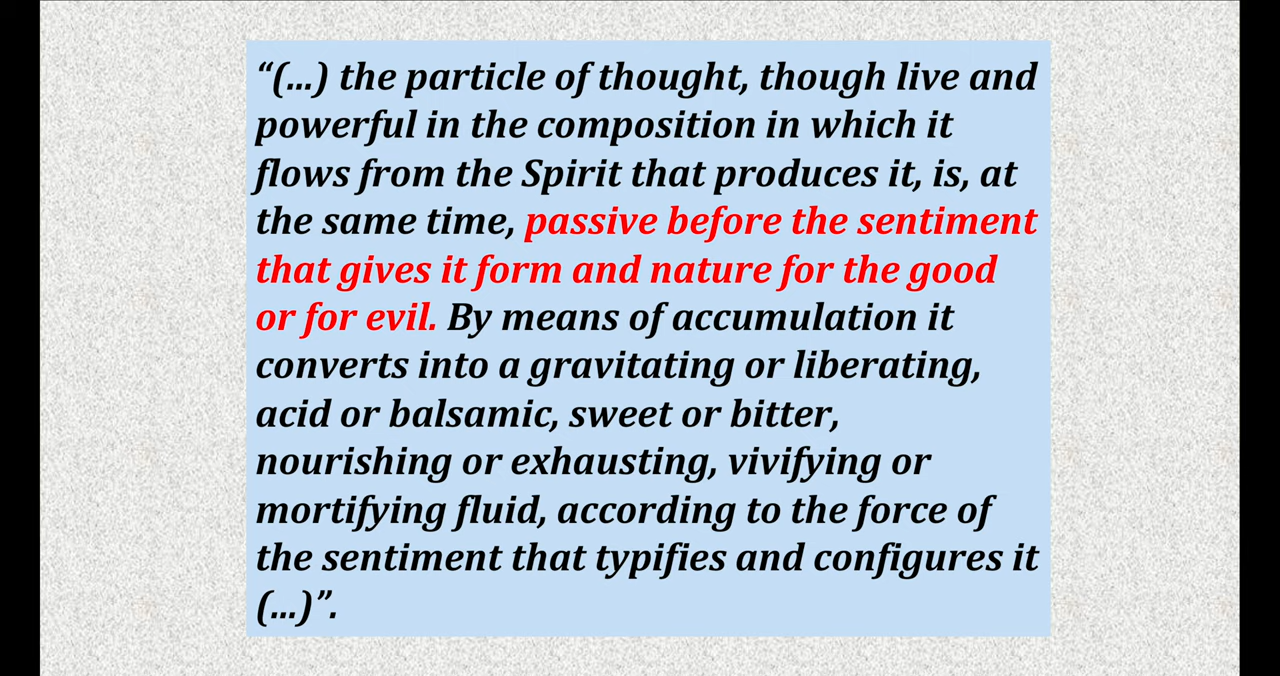 “(...) the particle of thought, though live and
powerful in the composition in which it
flows from the Spirit that produces it, is, at
the same time, passive before the sentiment
that gives it form and nature for the good
or for evil. By means of accumulation it
converts into a gravitating or liberating,
acid or balsamic, sweet or bitter,
nourishing or exhausting, vivifying or
mortifying fluid, according to the force of
the sentiment that typifies and configures it
(...)”.